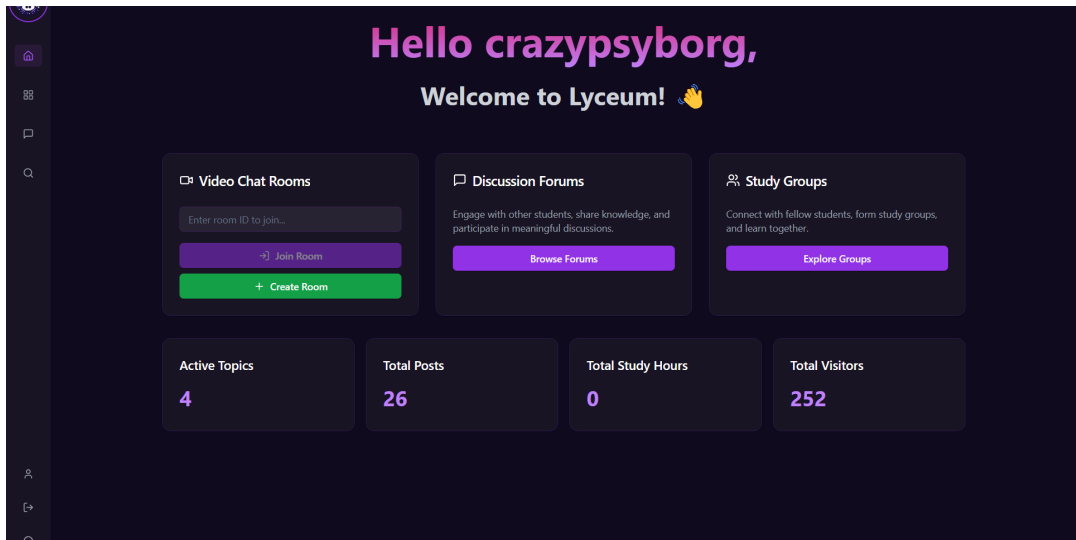 Hello crazypsyborg,
Welcome to Lyceum! 👋
Video Chat Rooms
Enter room ID to join...
Join Room
Create Room
Discussion Forums
Engage with other students, share knowledge, and
participate in meaningful discussions.
Browse Forums
Study Groups
Connect with fellow students, form study groups,
and learn together.
Explore Groups
Active Topics
4
Total Posts
26
Total Study Hours
0
Total Visitors
252